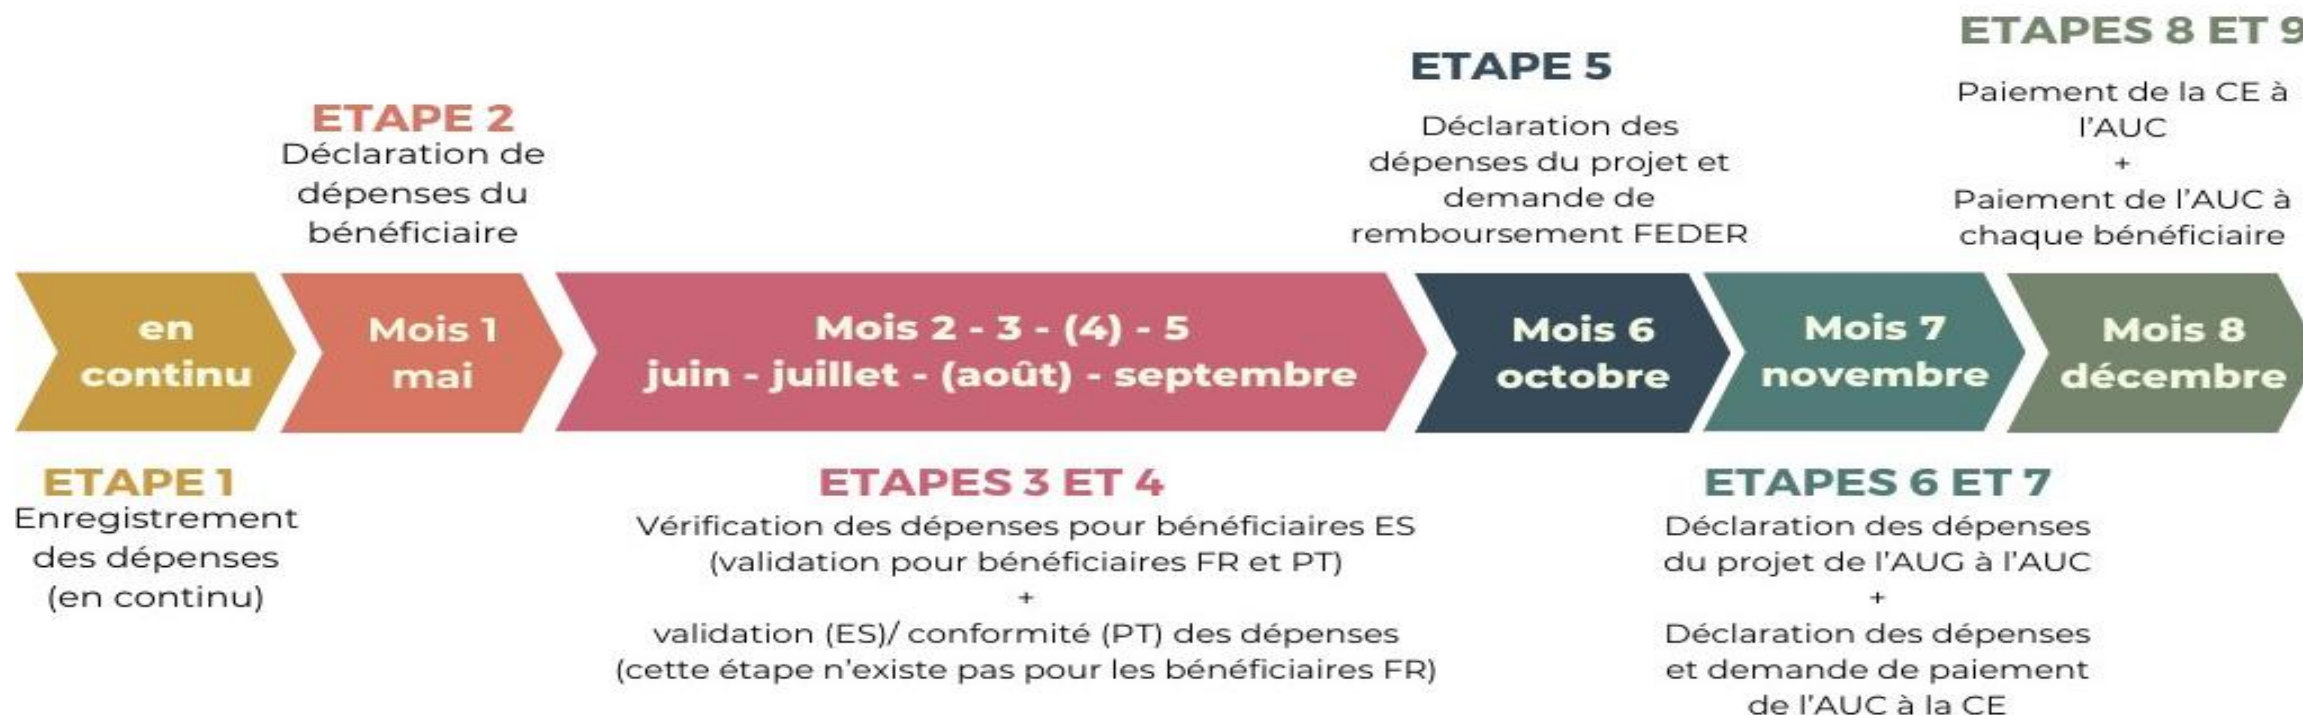 ETAPE 1
Enregistrement
des dépenses
(en continu)
en
continu
ETAPE 2
Déclaration de
dépenses du
bénéficiaire
Mois 1
mai
Mois 2 - 3 - (4) - 5
juin - juillet - (août) - septembre
ETAPES 3 ET 4
Vérification des dépenses pour bénéficiaires ES
(validation pour bénéficiaires FR et PT)
+
validation (ES)/ conformité (PT) des dépenses
(cette étape n'existe pas pour les bénéficiaires FR)
ETAPE 5
Déclaration des
dépenses du projet et
demande de
remboursement FEDER
Mois 6
octobre
Mois 7
novembre
ETAPES 6 ET 7
Déclaration des dépenses
du projet de l'AUG à l'AUC
+
Déclaration des dépenses
et demande de paiement
de l'AUC à la CE
ETAPES 8 ET 9
Paiement de la CE à
l'AUC
+
Paiement de l'AUC à
chaque bénéficiaire
Mois 8
décembre